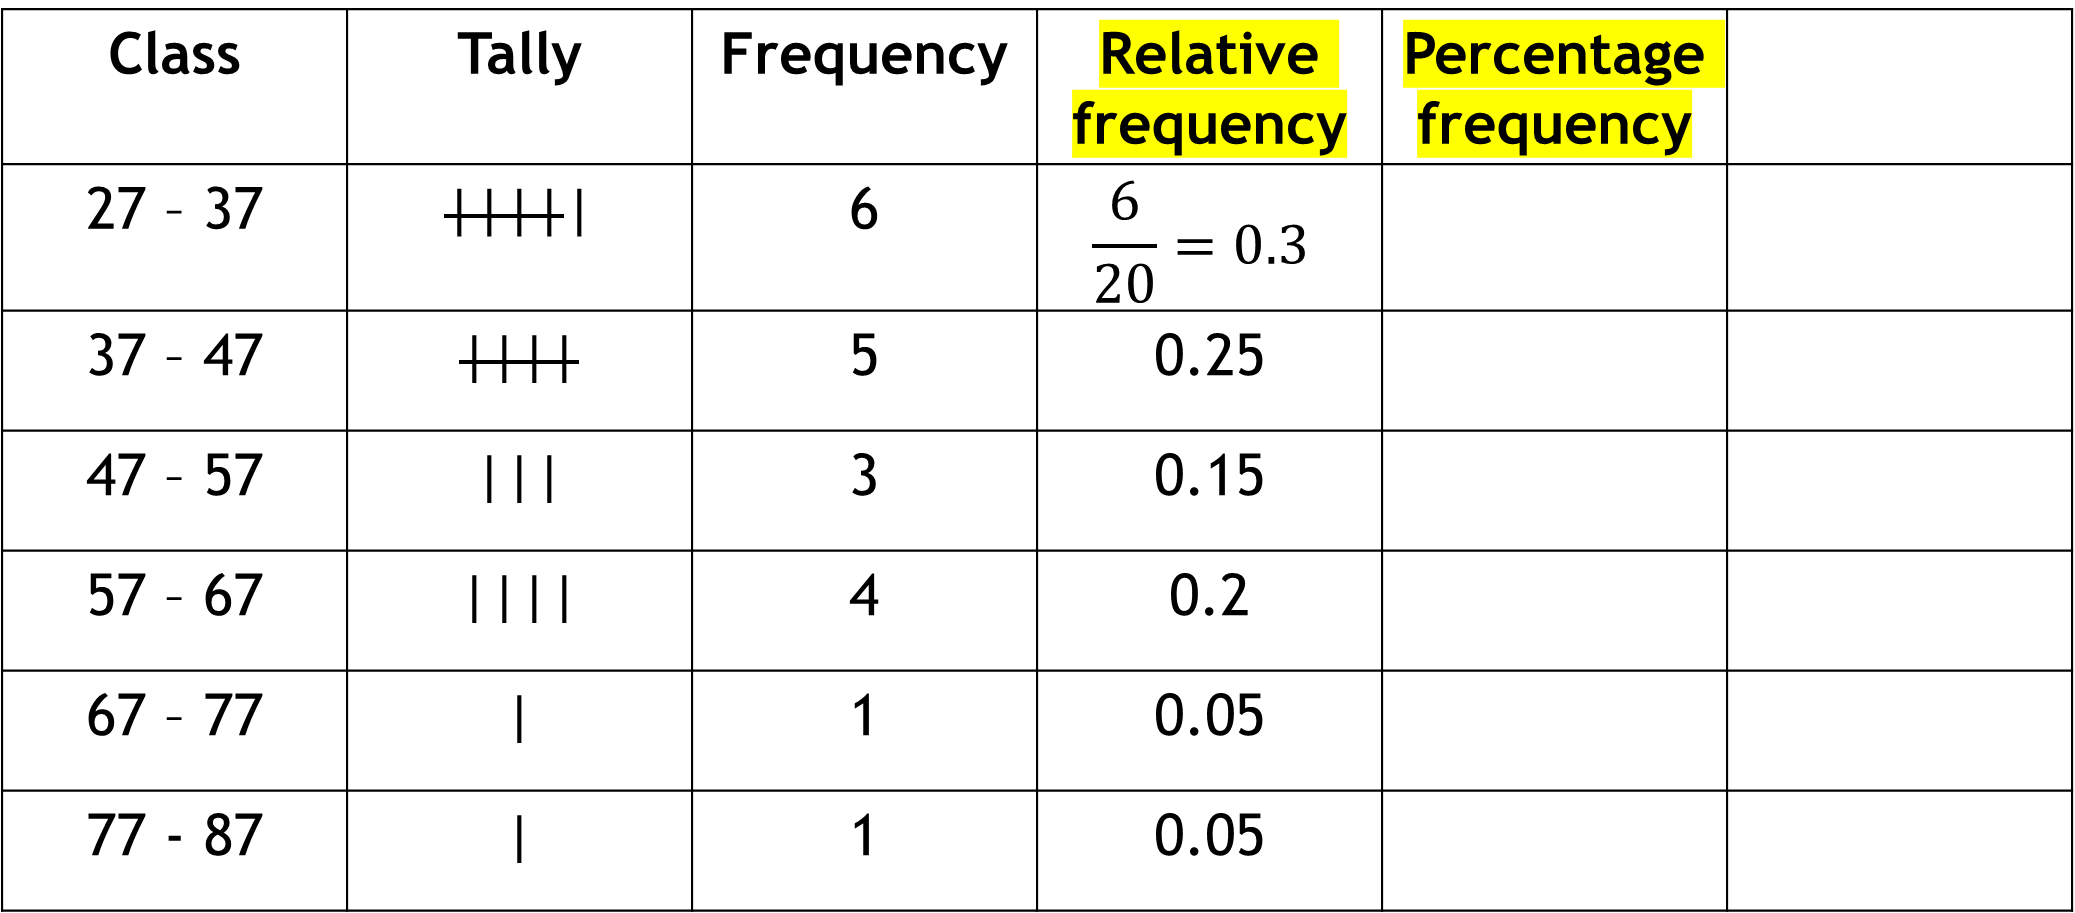 Class Tally Frequency Relative frequency Percentage frequency
27 – 37 𝍸| 6 6/20 = 0.3
37 – 47 𝍸 5 0.25
47 – 57 ||| 3 0.15
57 – 67 |||| 4 0.2
67 – 77 | 1 0.05
77 - 87 | 1 0.05